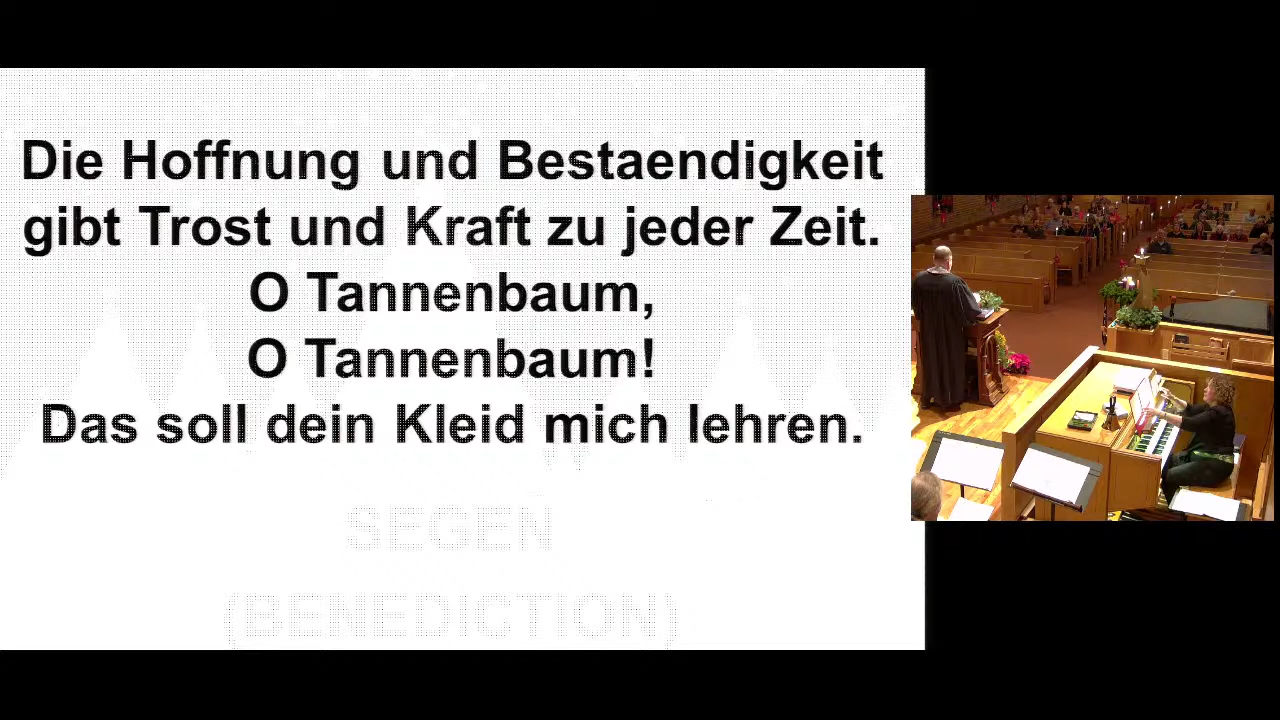 Die Hoffnung und Bestaendigkeit
gibt Trost und Kraft zu jeder Zeit.
O Tannenbaum,
O Tannenbaum!
Das soll dein Kleid mich lehren.
SEGEN
(BENEDICTION)